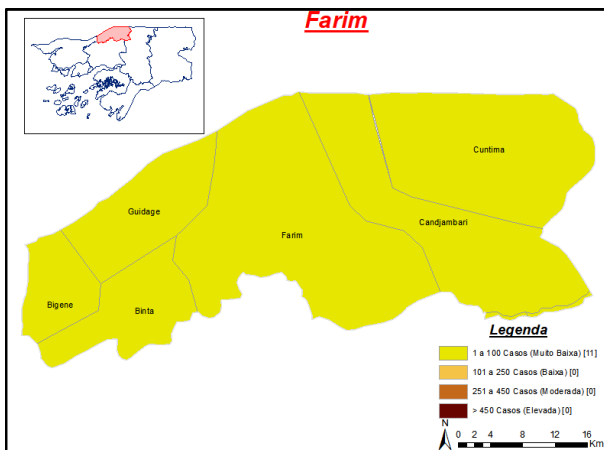 Farim
Cuntima
Guidage
Candjambari
Farim
Bigene
Binta
Legenda
1 a 100 Casos (Muito Baixa) [11]
101 a 250 Casos (Baixa) [0]
251 a 450 Casos (Moderada) [0]
> 450 Casos (Elevada) [0]
N
0 2 4 8 12 16
Km